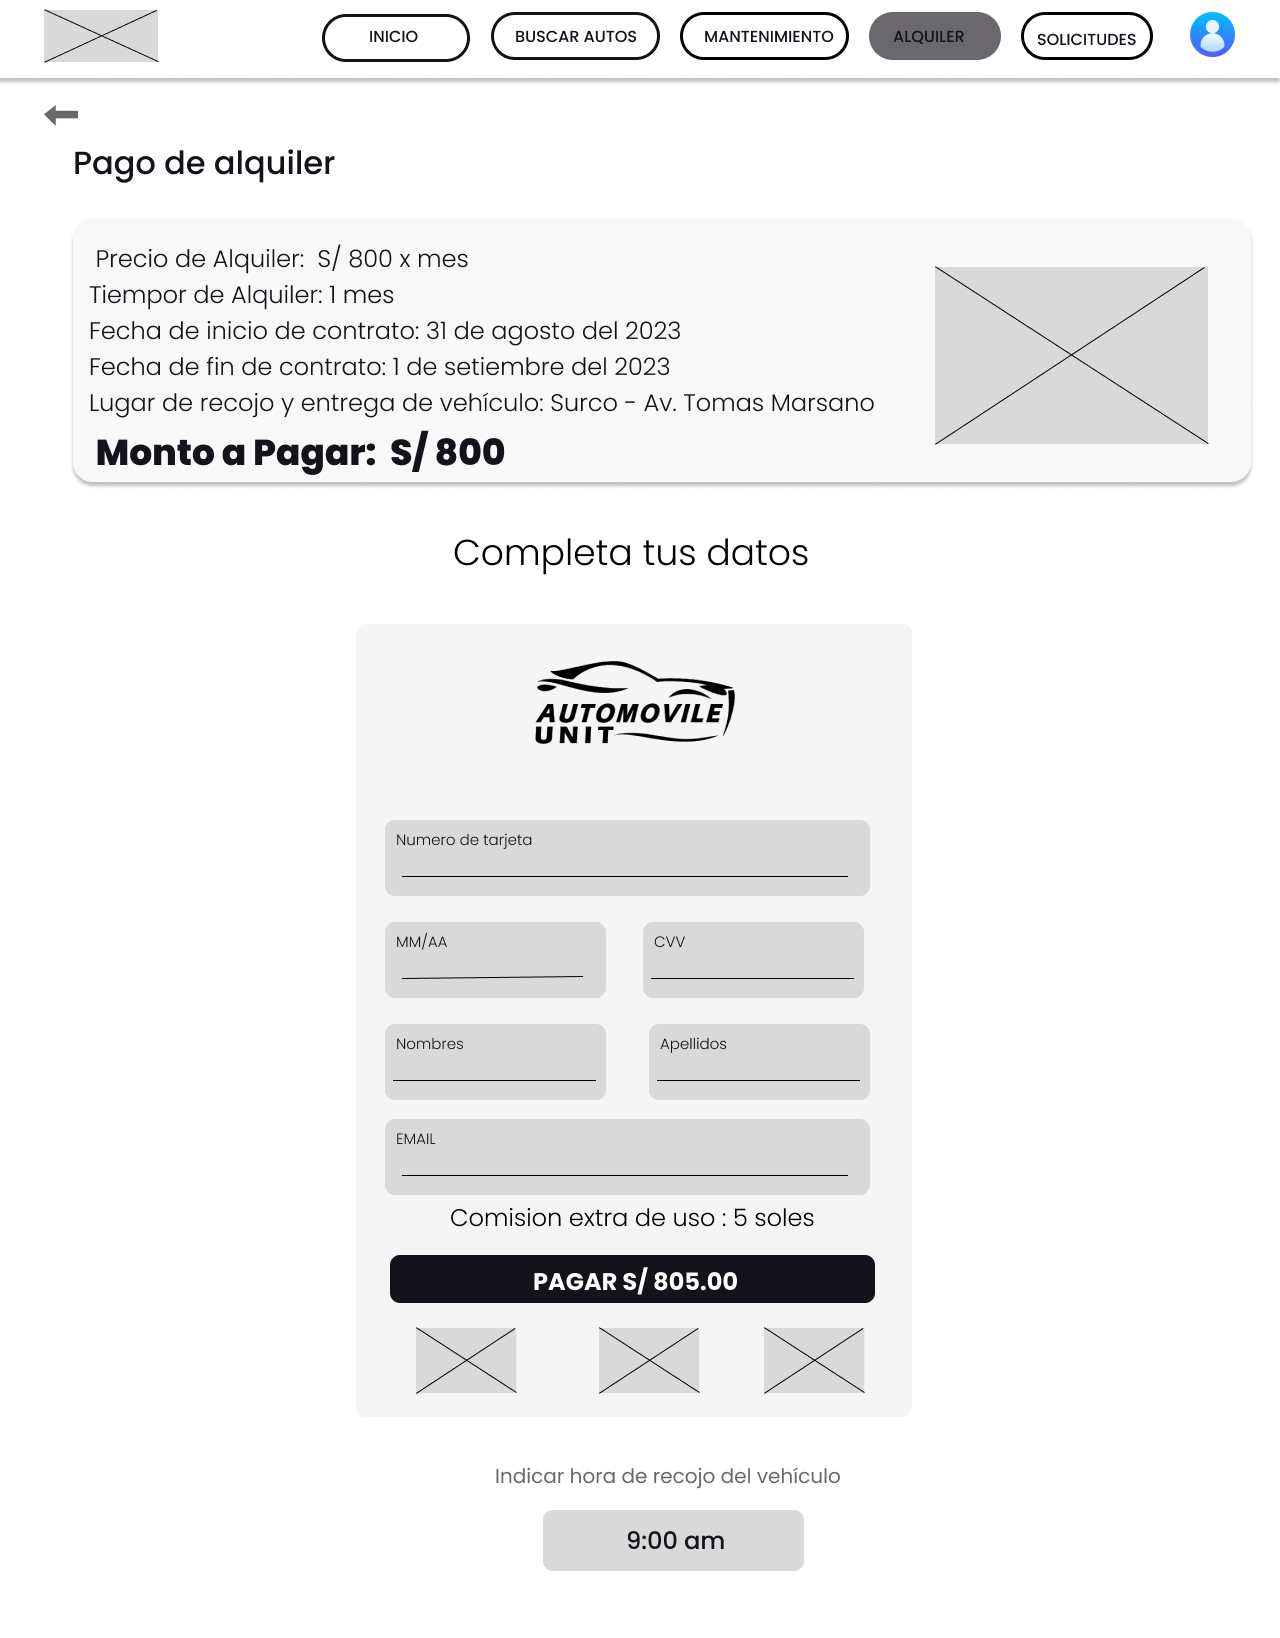 INICIO
BUSCAR AUTOS
MANTENIMIENTO
ALQUILER
SOLICITUDES
Pago de alquiler
Precio de Alquiler: S/ 800 x mes
Tiempor de Alquiler: 1 mes
Fecha de inicio de contrato: 31 de agosto del 2023
Fecha de fin de contrato: 1 de setiembre del 2023
Lugar de recojo y entrega de vehículo: Surco - Av. Tomas Marsano
Monto a Pagar: S/ 800
Completa tus datos
AUTOMOVILE
UNIT
Numero de tarjeta
MM/AA
CVV
Nombres
Apellidos
EMAIL
Comision extra de uso : 5 soles
PAGAR S/ 805.00
Indicar hora de recojo del vehículo
9:00 am